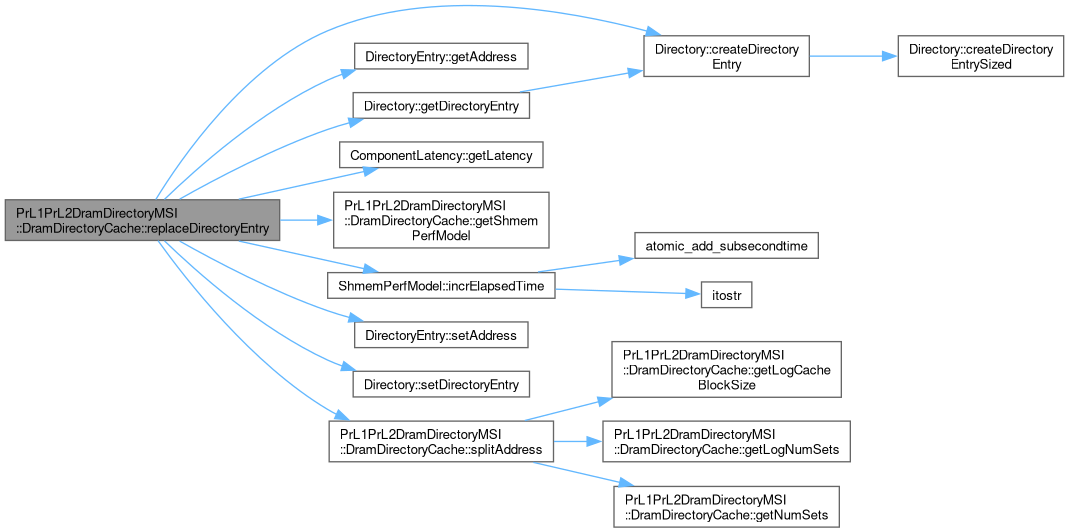 PrL1PrL2DramDirectoryMSI
::DramDirectoryCache::replaceDirectoryEntry
Directory::createDirectory
Entry
Directory::createDirectory
EntrySized
DirectoryEntry::getAddress
Directory::getDirectoryEntry
ComponentLatency::getLatency
PrL1PrL2DramDirectoryMSI
::DramDirectoryCache::getShmem
PerfModel
ShmemPerfModel::incrElapsedTime
atomic_add_subsecondtime
itostr
DirectoryEntry::setAddress
Directory::setDirectoryEntry
PrL1PrL2DramDirectoryMSI
::DramDirectoryCache::splitAddress
PrL1PrL2DramDirectoryMSI
::DramDirectoryCache::getLogCache
BlockSize
PrL1PrL2DramDirectoryMSI
::DramDirectoryCache::getLogNumSets
PrL1PrL2DramDirectoryMSI
::DramDirectoryCache::getNumSets